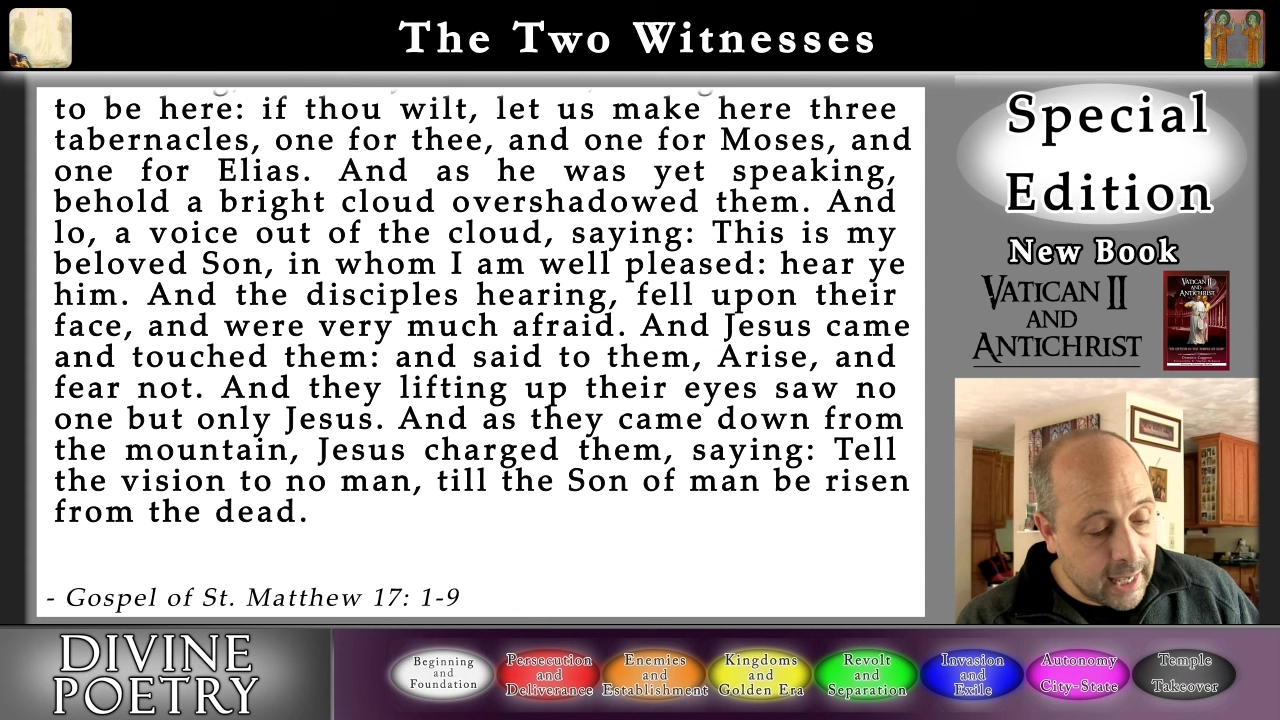 The Two Witnesses
to be here: if thou wilt, let us make here three
tabernacles, one for thee, and one for Moses, and
one for Elias. And as he was yet speaking,
behold a bright cloud overshadowed them. And
lo, a voice out of the cloud, saying: This is my
beloved Son, in whom I am well pleased: hear ye
him. And the disciples hearing, fell upon their
face, and were very much afraid. And Jesus came
and touched them: and said to them, Arise, and
fear not. And they lifting up their eyes saw no
one but only Jesus. And as they came down from
the mountain, Jesus charged them, saying: Tell
the vision to no man, till the Son of man be risen
from the dead.
- Gospel of St. Matthew 17: 1-9
Special
Edition
New Book
VATICAN II
AND
ANTICHRIST
VATICAN II
AND
ANTICHRIST
DIVINE
POETRY
Beginning
and
Foundation
Persecution
and
Deliverance
Enemies
and
Establishment
Kingdoms
and
Golden Era
Revolt
and
Separation
Invasion
and
Exile
Autonomy
City-State
Temple
Takeover